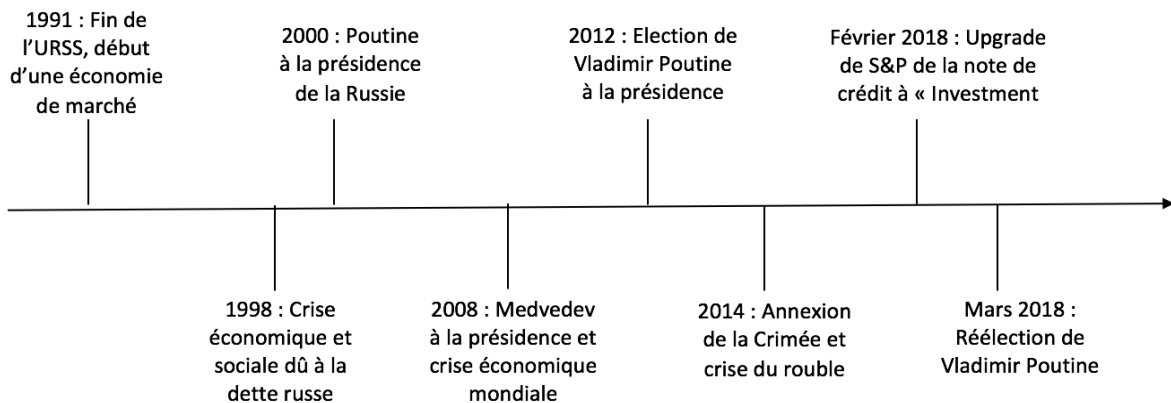 1991 : Fin de
l’URSS, début
d’une économie
de marché
2000 : Poutine
à la présidence
de la Russie
2012 : Election de
Vladimir Poutine
à la présidence
Février 2018 : Upgrade
de S&P de la note de
crédit à « Investment
1998 : Crise
économique et
sociale dû à la
dette russe
2008 : Medvedev
à la présidence et
crise économique
mondiale
2014 : Annexion
de la Crimée et
crise du rouble
Mars 2018 :
Réélection de
Vladimir Poutine